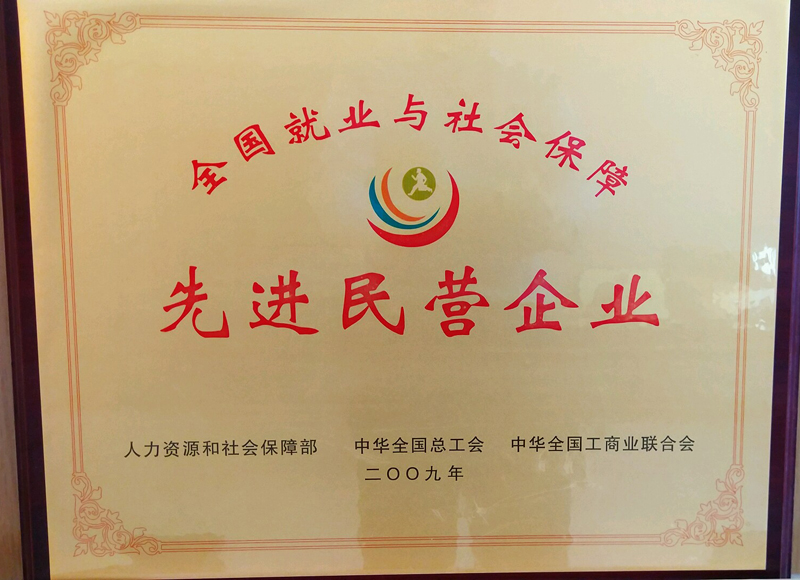 全国就业与社会保障
先进民营企业
人力资源和社会保障部 中华全国总工会 中华全国工商业联合会
二〇〇九年